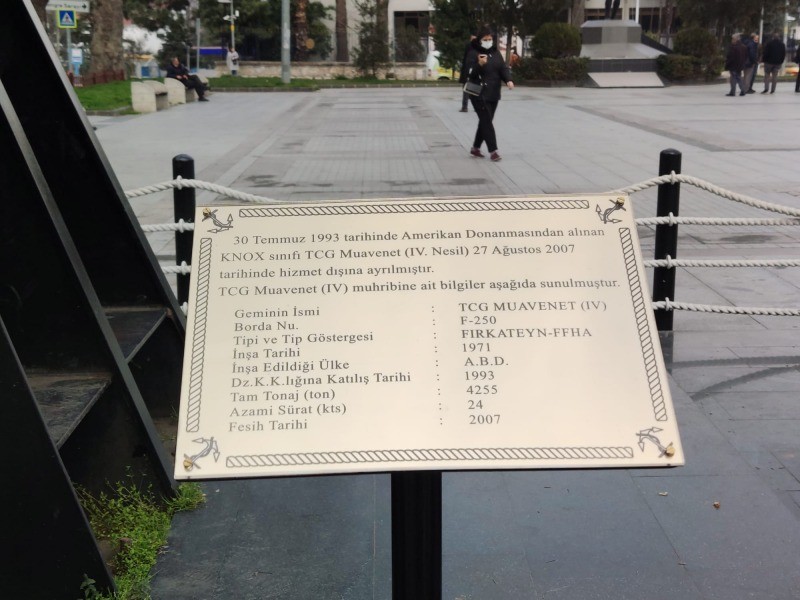 30 Temmuz 1993 tarihinde Amerikan Donanmasından alınan
KNOX sınıfı TCG Muavenet (IV. Nesil) 27 Ağustos 2007
tarihinde hizmet dışına ayrılmıştır.
TCG Muavenet (IV) muhribine ait bilgiler aşağıda sunulmuştur.
Geminin İsmi : TCG MUAVENET (IV)
Borda Nu. : F-250
Tipi ve Tip Göstergesi : FIRKATEYN-FFHA
İnşa Tarihi : 1971
İnşa Edildiği Ülke : A.B.D.
Dz.K.K.lığına Katılış Tarihi : 1993
Tam Tonaj (ton) : 4255
Azami Sürat (kts) : 24
Fesih Tarihi : 2007